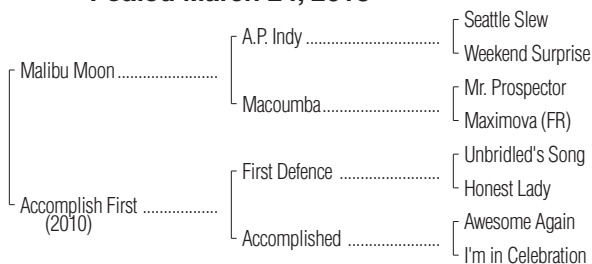 Foaled March 24,
Seattle Slew
A.P. Indy ........................................
Weekend Surprise
Malibu Moon ......................
Mr. Prospector
Macoumba...................................
Maximova (FR)
Unbridled's Song
First Defence ..............................
Honest Lady
Accomplish First ................
(2010)
Awesome Again
Accomplished ............................
I'm in Celebration